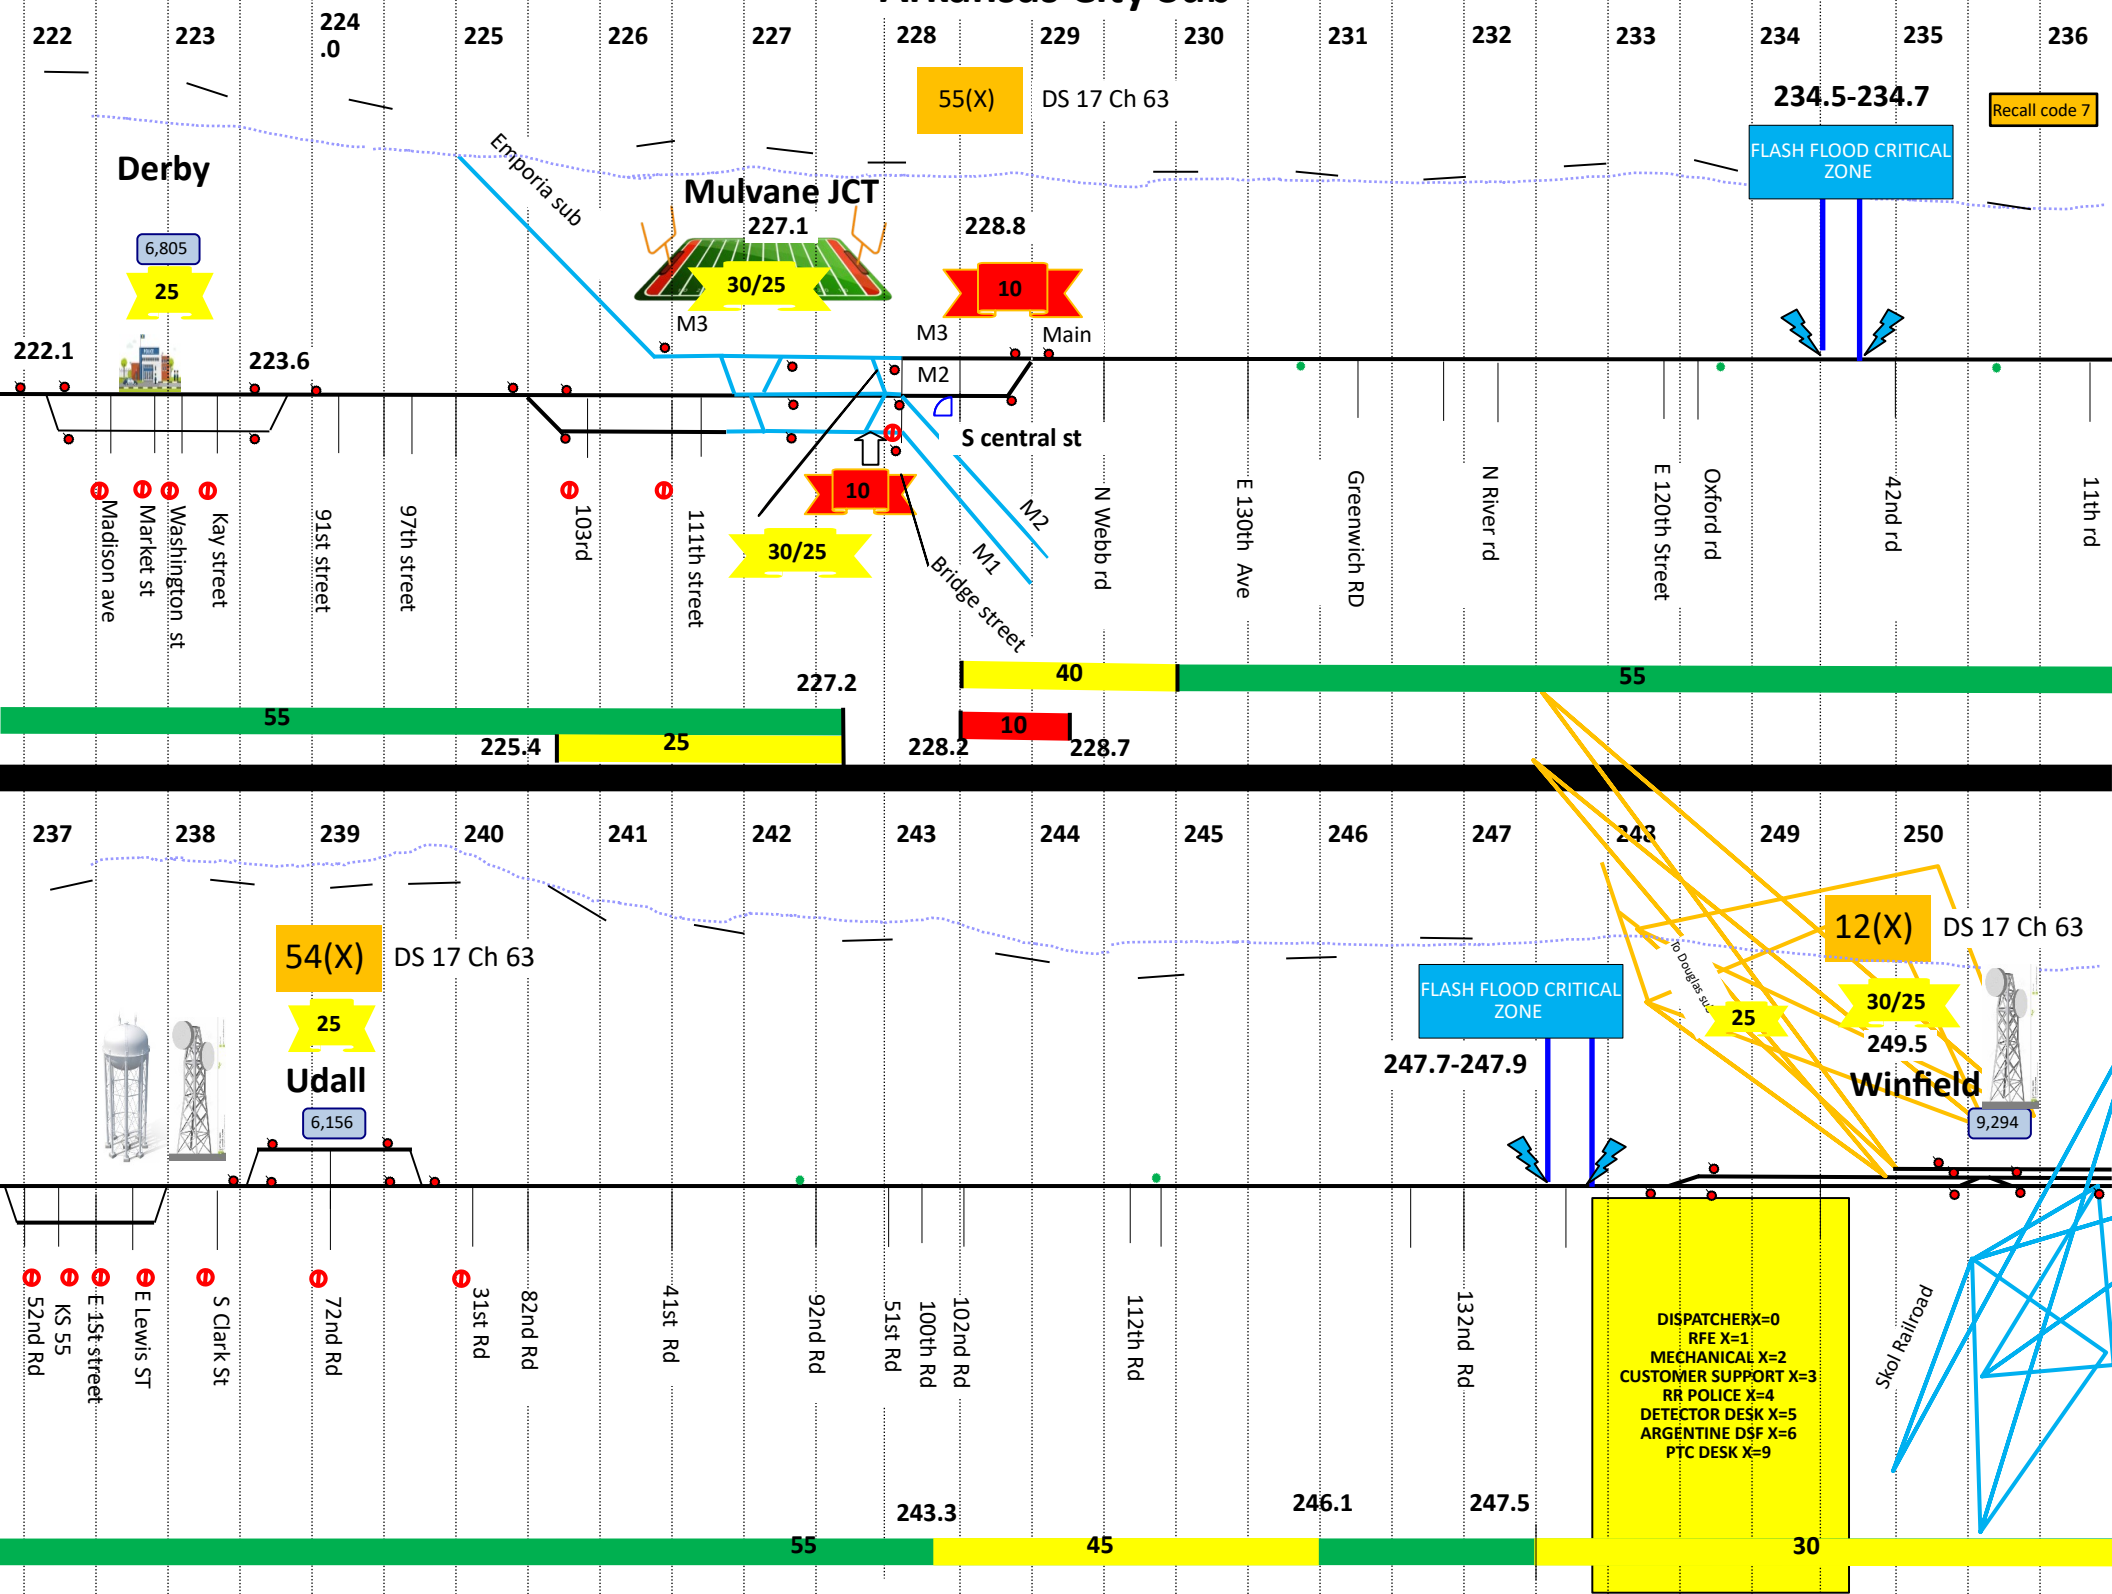 222
223
224
.0
225
226
227
228
229
230
231
232
233
234
235
236
55(X)
DS 17 Ch 63
234.5-234.7
Recall code 7
FLASH FLOOD CRITICAL
ZONE
Derby
Emporia sub
Mulvane JCT
227.1
228.8
6,805
25
30/25
10
M3
M3
Main
222.1
223.6
M2
S central st
10
30/25
M2
M1
Bridge street
Madison ave
Market st
Washington st
Kay street
91st street
97th street
103rd
111th street
N Webb rd
E 130th Ave
Greenwich RD
N River rd
E 120th Street
Oxford rd
42nd rd
11th rd
40
55
227.2
55
10
225.4
25
228.2
228.7
237
238
239
240
241
242
243
244
245
246
247
248
249
250
54(X)
DS 17 Ch 63
12(X)
DS 17 Ch 63
To Douglas
FLASH FLOOD CRITICAL
ZONE
25
25
30/25
247.7-247.9
249.5
Udall
Winfield
6,156
9,294
52nd Rd
KS 55
E 1St street
E Lewis ST
S Clark St
72nd Rd
31st Rd
82nd Rd
41st Rd
92nd Rd
51st Rd
100th Rd
102nd Rd
112th Rd
132nd Rd
Skol Railroad
DISPATCHERX=0
RFE X=1
MECHANICAL X=2
CUSTOMER SUPPORT X=3
RR POLICE X=4
DETECTOR DESK X=5
ARGENTINE DSF X=6
PTC DESK X=9
243.3
246.1
247.5
55
45
30